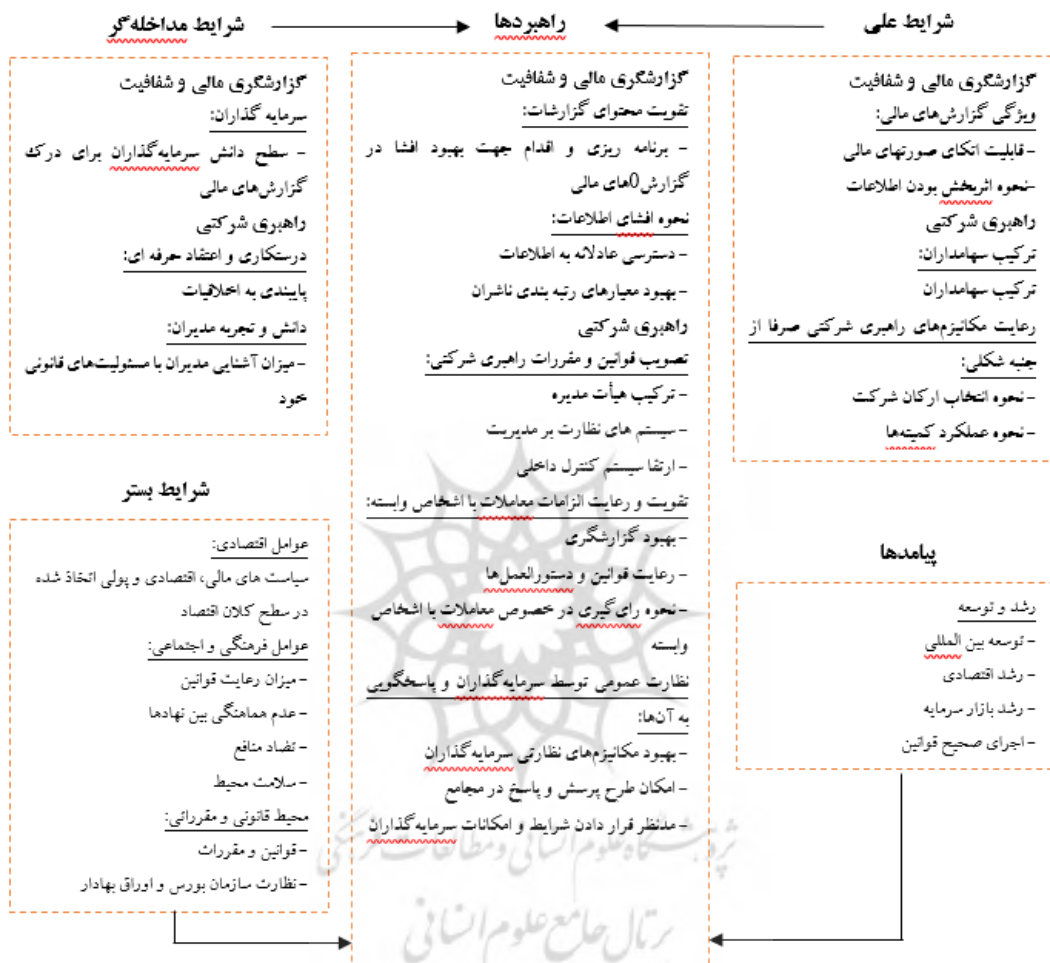 شرایط علی
گزارشگری مالی و شفافیت
ویژگی گزارش‌های مالی:
- قابلیت اتکای صورتهای مالی
-نحوه اثربخش بودن اطلاعات
راهبری شرکتی
ترکیب سهامداران:
ترکیب سهامداران
رعایت مکانیزم‌های راهبری شرکتی صرفا از
جنبه شکلی:
- نحوه انتخاب ارکان شرکت
- نحوه عملکرد کمیته‌ها
راهبردها
گزارشگری مالی و شفافیت
تقویت محتوای گزارشات:
- برنامه ریزی و اقدام جهت بهبود افشا در
گزارش0های مالی
نحوه افشای اطلاعات:
- دسترسی عادلانه به اطلاعات
- بهبود معیارهای رتبه بندی ناشران
راهبری شرکتی
تصویب قوانین و مقررات راهبری شرکتی:
- ترکیب هیأت مدیره
-سیستم های نظارت بر مدیریت
- ارتقا سیستم کنترل داخلی
تقویت و رعایت الزامات معاملات با اشخاص وابسته:
- بهبود گزارشگری
- رعایت قوانین و دستورالعمل‌ها
-نحوه رای‌گیری در خصوص معاملات با اشخاص
وابسته
نظارت عمومی توسط سرمایه‌گذاران و پاسخگویی
به آن‌ها:
- بهبود مکانیزم‌های نظارتی سرمایه‌گذاران
- امکان طرح پرسش و پاسخ در مجامع
- مدنظر قرار دادن شرایط و امکانات سرمایه‌گذاران
شرایط مداخله‌گر
گزارشگری مالی و شفافیت
سرمایه گذاران:
- سطح دانش سرمایه‌گذاران برای درک
گزارش‌های مالی
راهبری شرکتی
درستکاری و اعتقاد حرفه ای:
پایبندی به اخلاقیات
دانش و تجربه مدیران:
-میزان آشنایی مدیران با مسئولیت‌های قانونی
خود
شرایط بستر
عوامل اقتصادی:
سیاست های مالی، اقتصادی و پولی اتخاذ شده
در سطح کلان اقتصاد
عوامل فرهنگی و اجتماعی:
- میزان رعایت قوانین
- عدم هماهنگی بین نهادها
- تضاد منافع
- سلامت محیط
محیط قانونی و مقرراتی:
- قوانین و مقررات
- نظارت سازمان بورس و اوراق بهادار
پیامدها
رشد و توسعه
- توسعه بین المللی
- رشد اقتصادی
- رشد بازار سرمایه
- اجرای صحیح قوانین
پژوهشگاه علوم انسانی و مطالعات فرهنگی
پرتال جامع علوم انسانی